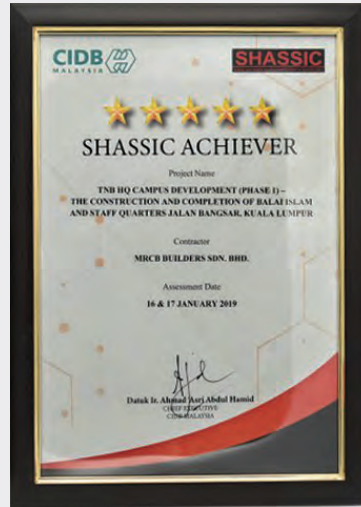 CIDB
MALAYSIA
SHASSIC
SHASSIC ACHIEVER
Project Name
TNB HQ CAMPUS DEVELOPMENT (PHASE 1) –
THE CONSTRUCTION AND COMPLETION OF BALAI ISLAM
AND STAFF QUARTERS JALAN BANGSAR, KUALA LUMPUR
Contractor
MRCB BUILDERS SDN. BHD.
Assessment Date
16 & 17 JANUARY 2019
Datuk Ir. Ahmad Asri Abdul Hamid
CHIEF EXECUTIVE
CIDB MALAYSIA